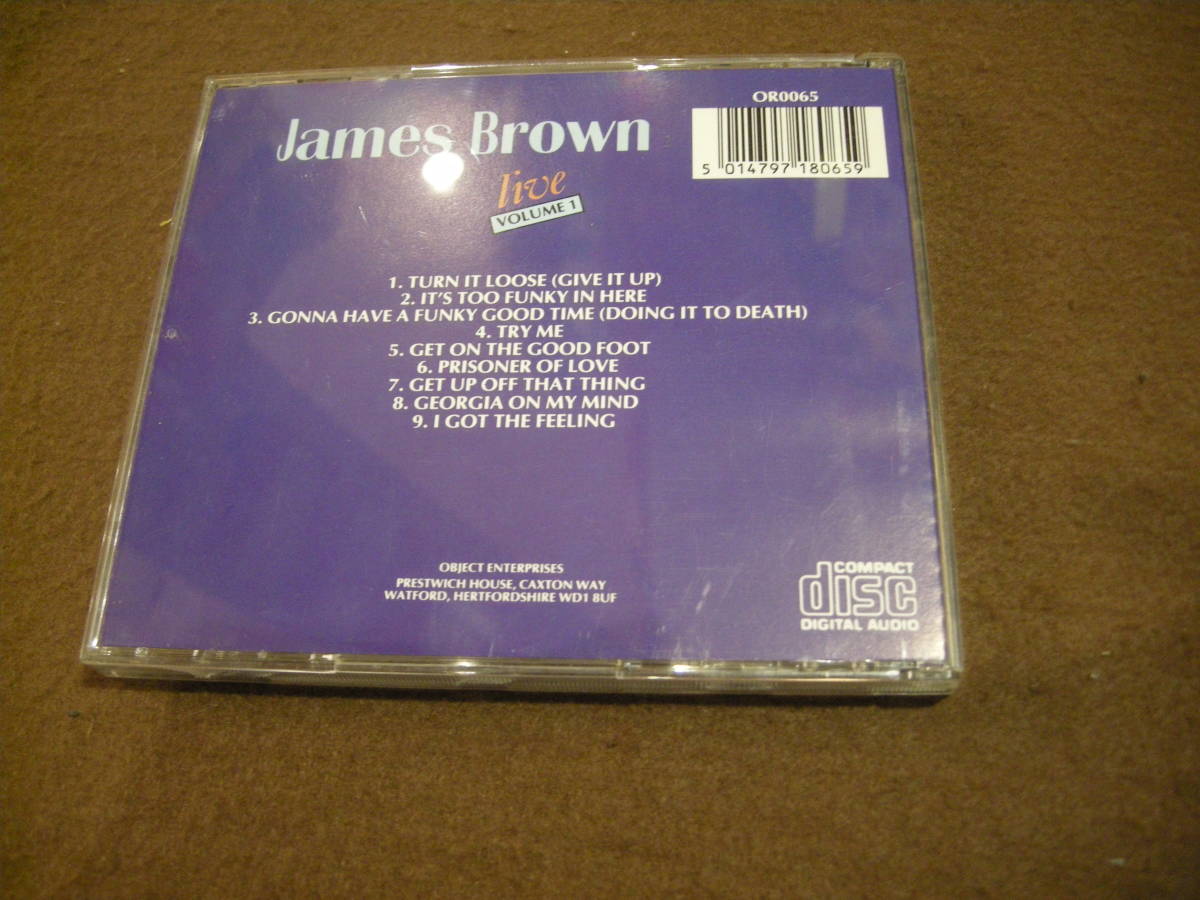 OR0065
James Brown
live
VOLUME 1
5 014797 180659
1. TURN IT LOOSE (GIVE IT UP)
2. IT'S TOO FUNKY IN HERE
3. GONNA HAVE A FUNKY GOOD TIME (DOING IT TO DEATH)
4. TRY ME
5. GET ON THE GOOD FOOT
6. PRISONER OF LOVE
7. GET UP OFF THAT THING
8. GEORGIA ON MY MIND
9. I GOT THE FEELING
OBJECT ENTERPRISES
PRESTWICH HOUSE, CAXTON WAY
WATFORD, HERTFORDSHIRE WD1 8UF
COMPACT
disc
DIGITAL AUDIO